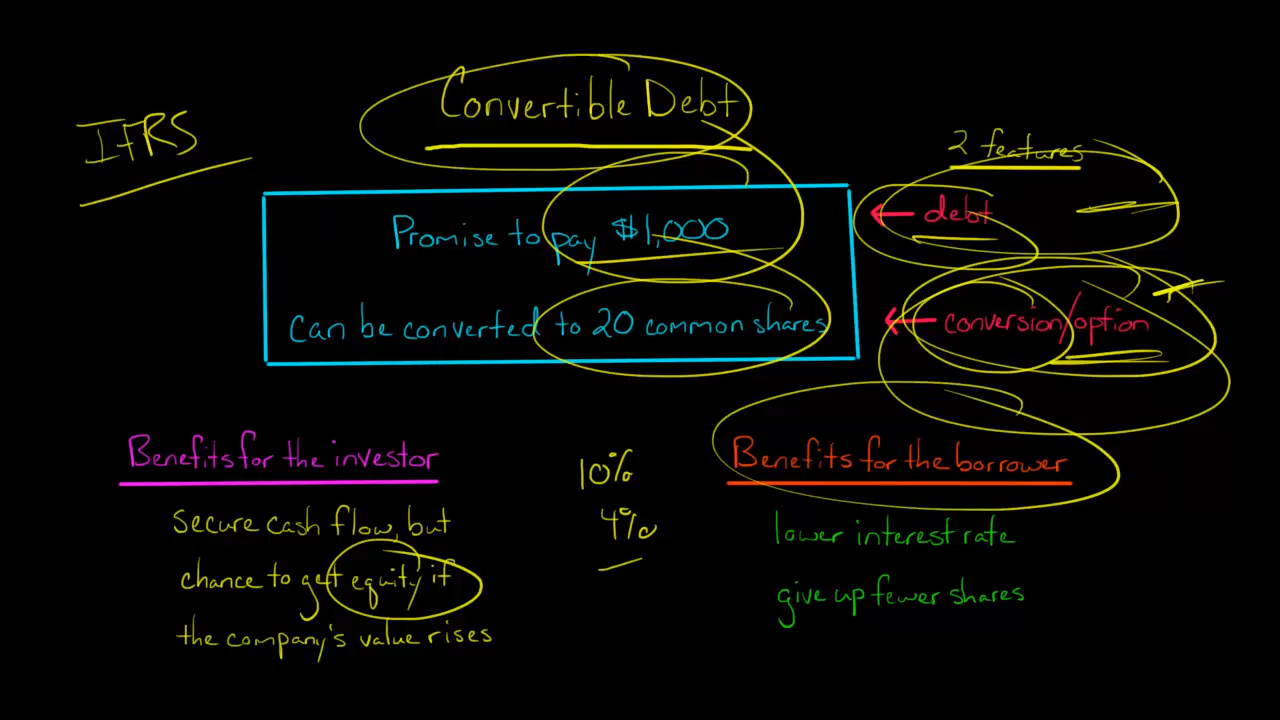 Convertible Debt
IFRS
2 features
Promise to pay $1,000
← debt
Can be converted to 20 common shares
← conversion/option
Benefits for the investor
10%
Benefits for the borrower
secure cash flow, but
4%
lower interest rate
chance to get equity if
give up fewer shares
the company's value rises